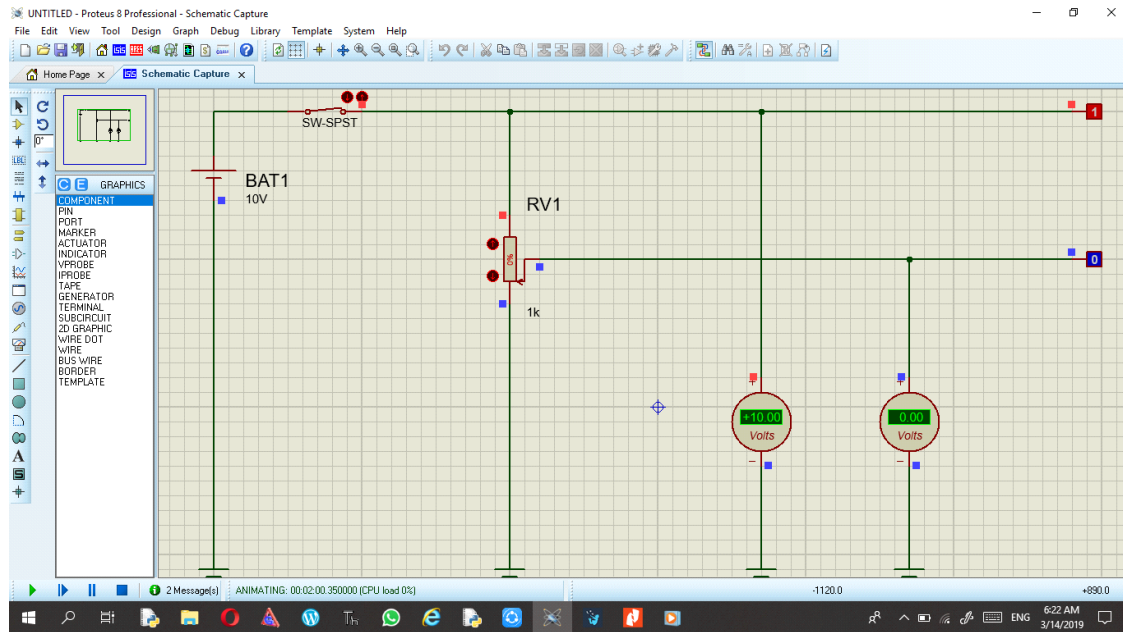 UNTITLED - Proteus 8 Professional - Schematic Capture
File Edit View Tool Design Graph Debug Library Template System Help
Home Page x Schematic Capture x
SW-SPST
1
0°
LBL
BAT1
10V
C E GRAPHICS
COMPONENT
PIN
PORT
MARKER
ACTUATOR
INDICATOR
VPROBE
IPROBE
TAPE
GENERATOR
TERMINAL
SUBCIRCUIT
2D GRAPHIC
WIRE DOT
WIRE
BUS WIRE
BORDER
TEMPLATE
RV1
0%
0
1k
+
+
+10.00
Volts
0.00
Volts
A
S
2 Message(s) ANIMATING: 00:02:00.350000 (CPU load 0%) -1120.0 +890.0
ENG
6:22 AM
3/14/2019